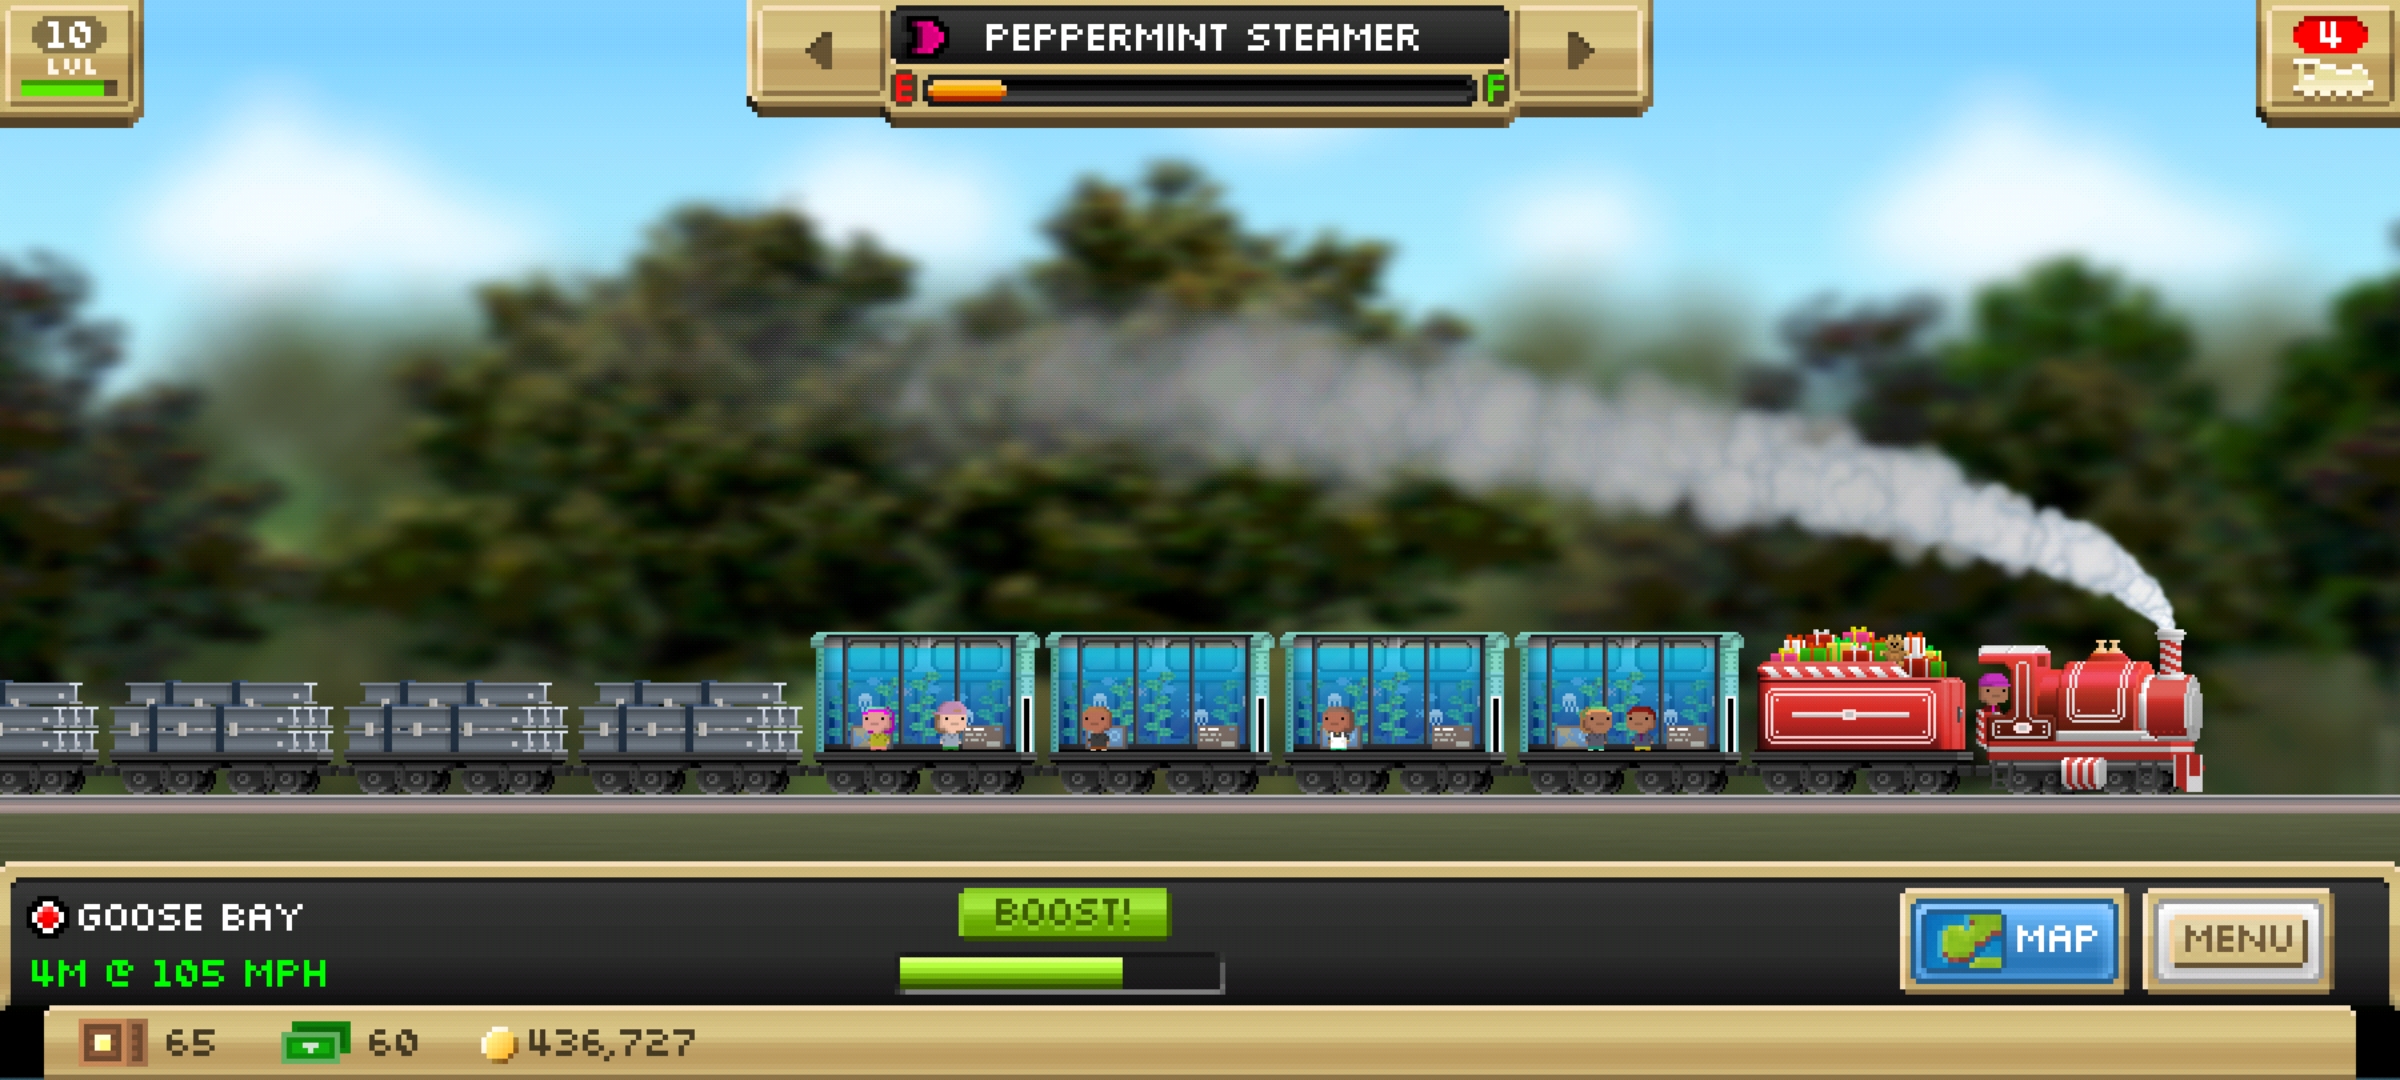 10
LVL
PEPPERMINT STEAMER
E F
4
GOOSE BAY
4M @ 105 MPH
BOOST!
MAP
MENU
65 60 436,727